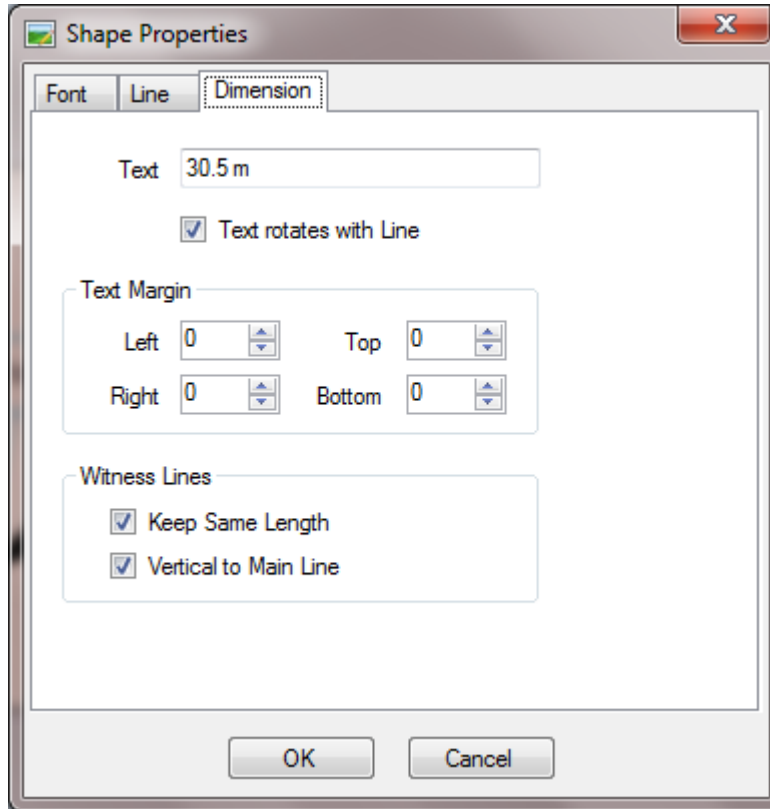 Shape Properties
Font Line Dimension
Text 30.5 m
Text rotates with Line
Text Margin
Left 0 Top 0
Right 0 Bottom 0
Witness Lines
Keep Same Length
Vertical to Main Line
OK Cancel